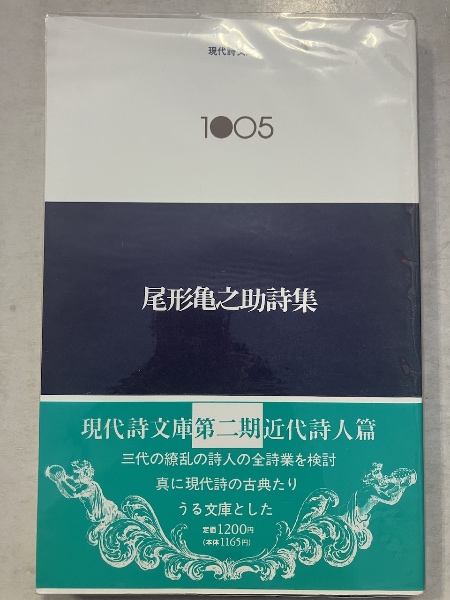 現代詩文
1005
尾形亀之助詩集
現代詩文庫第二期近代詩人篇
三代の繚乱の詩人の全詩業を検討
真に現代詩の古典たり
うる文庫とした
定価1200円
(本体1165円)